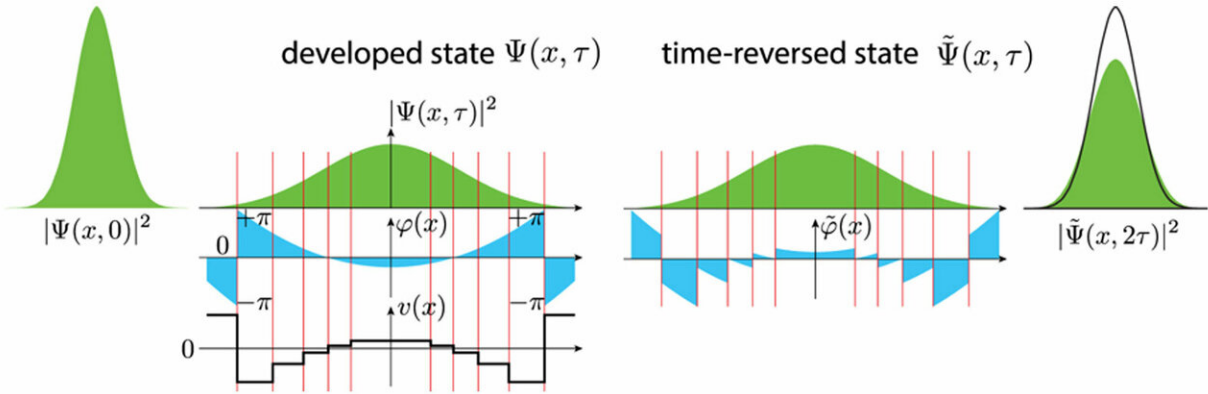 developed state Ψ(x, τ)
time-reversed state Ψ̃(x, τ)
|Ψ(x, τ)|²
|Ψ(x, 0)|²
+π
φ(x)
+π
0
−π
−π
v(x)
0
φ̃(x)
|Ψ̃(x, 2τ)|²